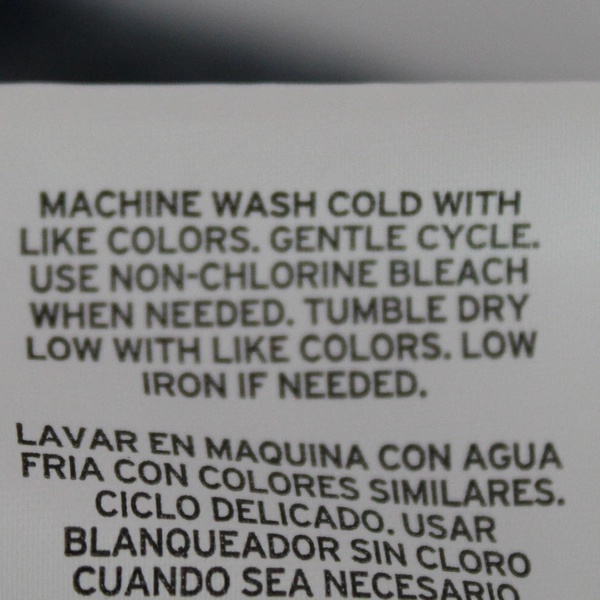 MACHINE WASH COLD WITH
LIKE COLORS. GENTLE CYCLE.
USE NON-CHLORINE BLEACH
WHEN NEEDED. TUMBLE DRY
LOW WITH LIKE COLORS. LOW
IRON IF NEEDED.
LAVAR EN MAQUINA CON AGUA
FRIA CON COLORES SIMILARES.
CICLO DELICADO. USAR
BLANQUEADOR SIN CLORO
CUANDO SEA NECESARIO